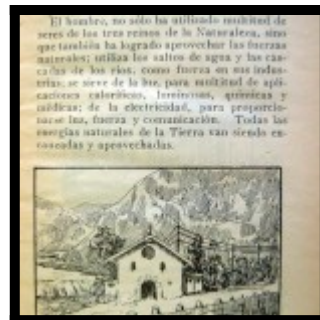 El hombre, no sólo ha utilizado multitud de
seres de los tres reinos de la Naturaleza, sino
que también ha logrado aprovechar las fuerzas
naturales; utiliza los saltos de agua y las cas-
cadas de los ríos, como fuerza en sus indus-
trias; se sirve de la luz, para multitud de apli-
caciones caloríficas, luminosas, químicas y
médicas; de la electricidad, para proporcio-
narse luz, fuerza y comunicación. Todas las
energías naturales de la Tierra van siendo en-
cauzadas y aprovechadas.